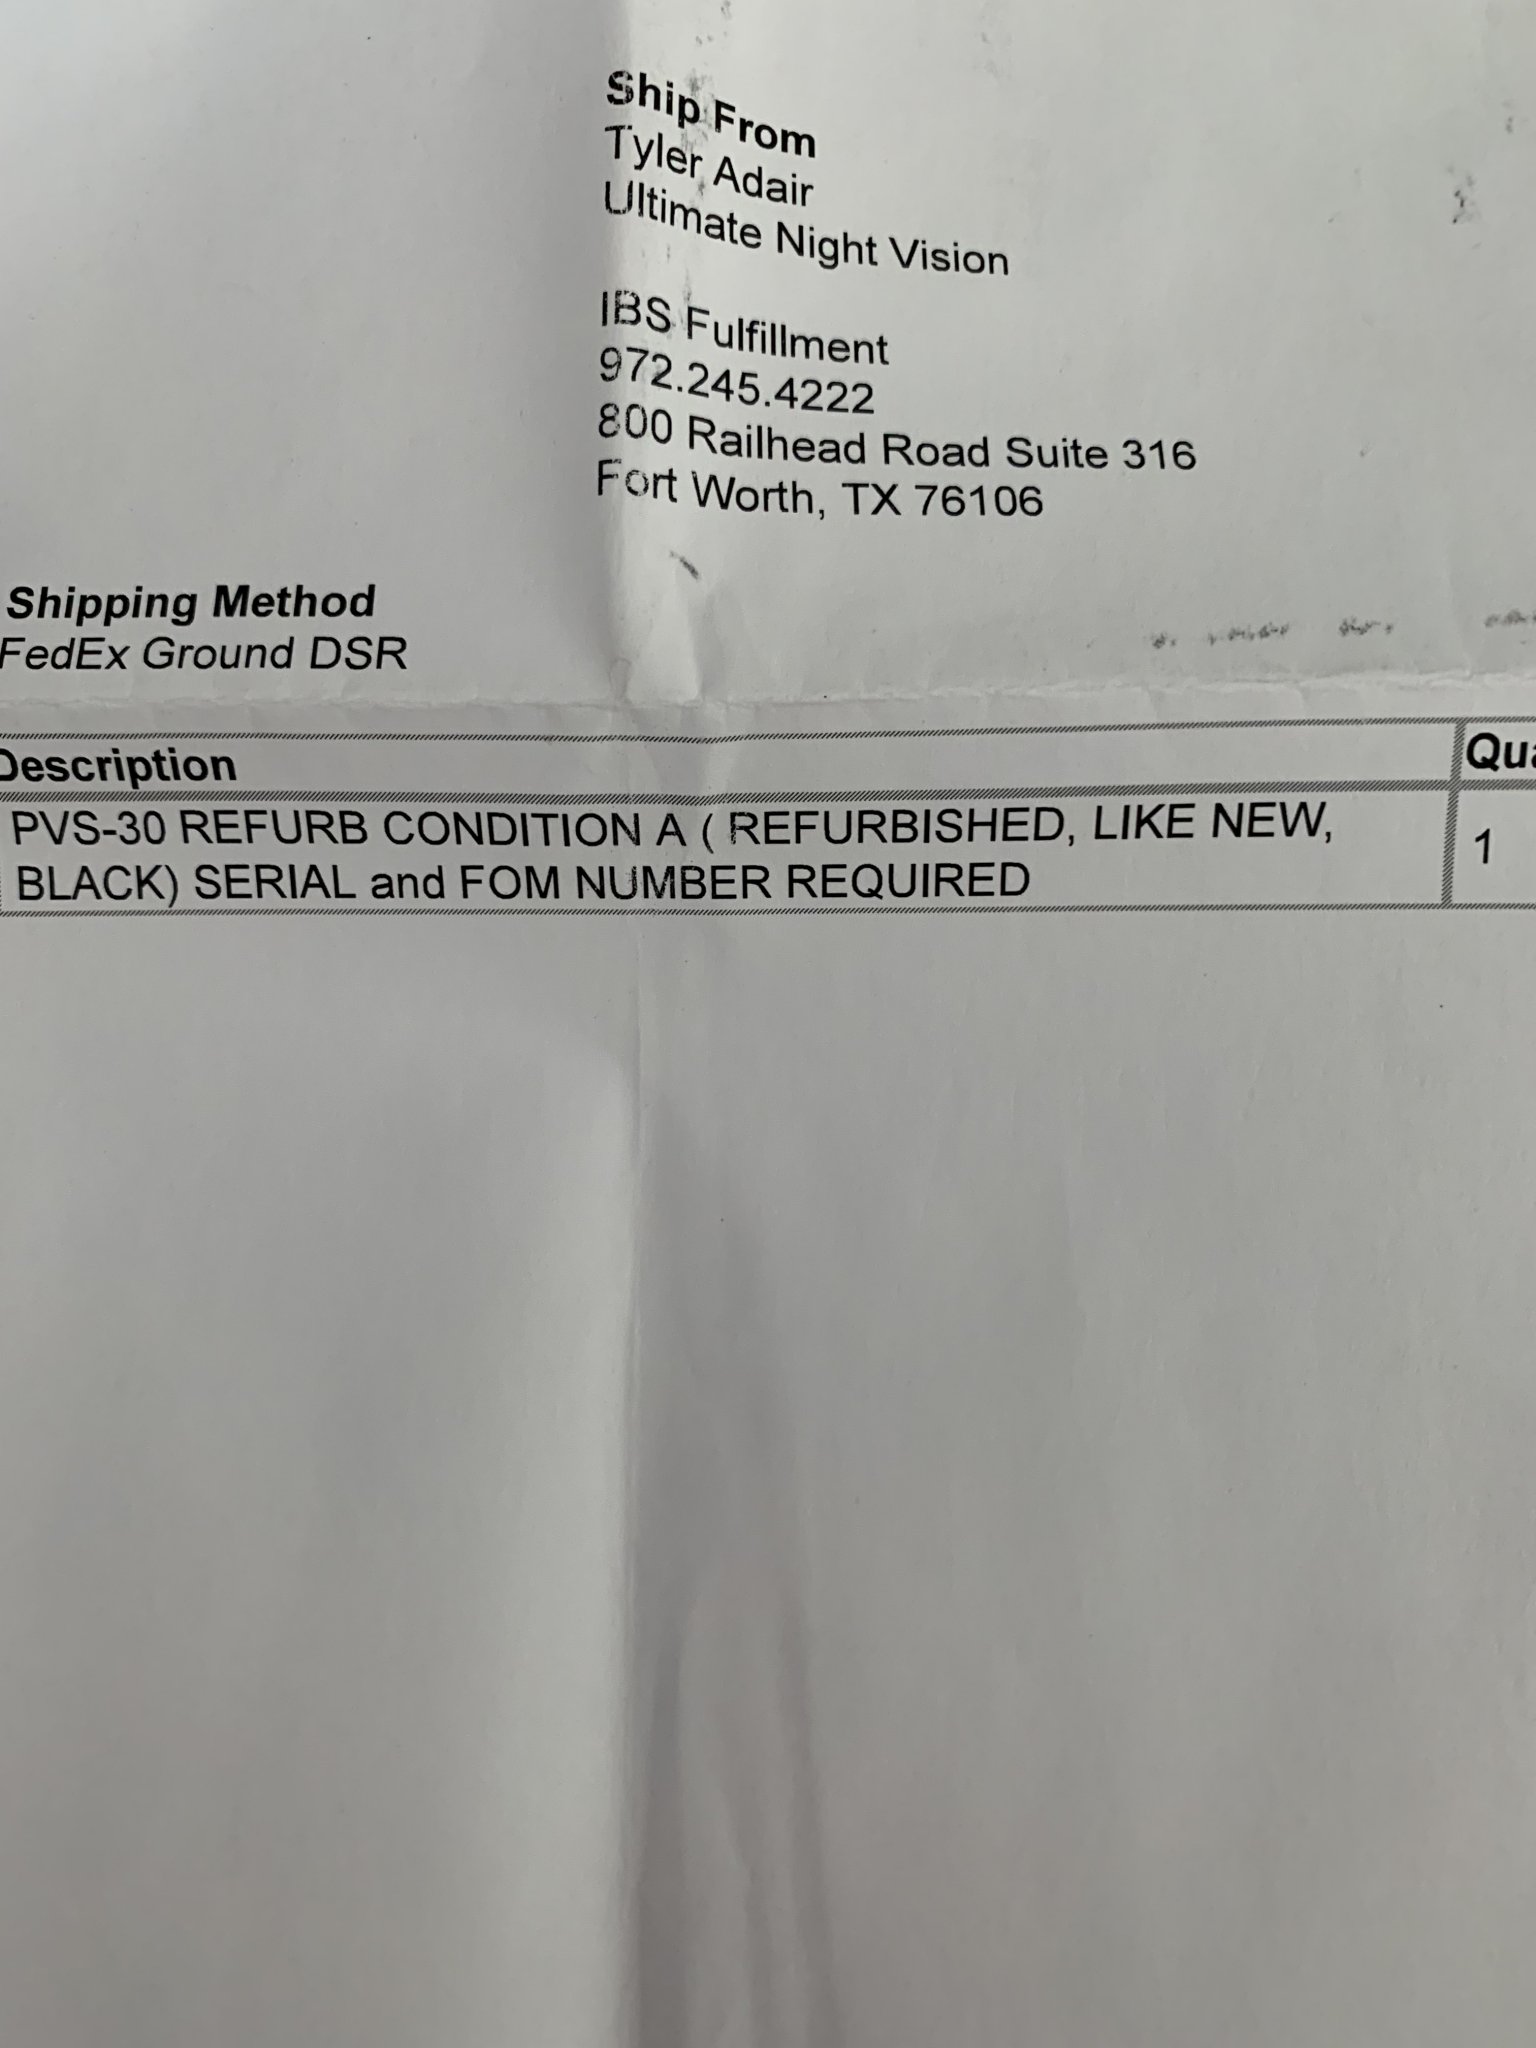 Ship From
Tyler Adair
Ultimate Night Vision
IBS Fulfillment
972.245.4222
800 Railhead Road Suite 316
Fort Worth, TX 76106
Shipping Method
FedEx Ground DSR
Description
Qua
PVS-30 REFURB CONDITION A ( REFURBISHED, LIKE NEW,
BLACK) SERIAL and FOM NUMBER REQUIRED
1